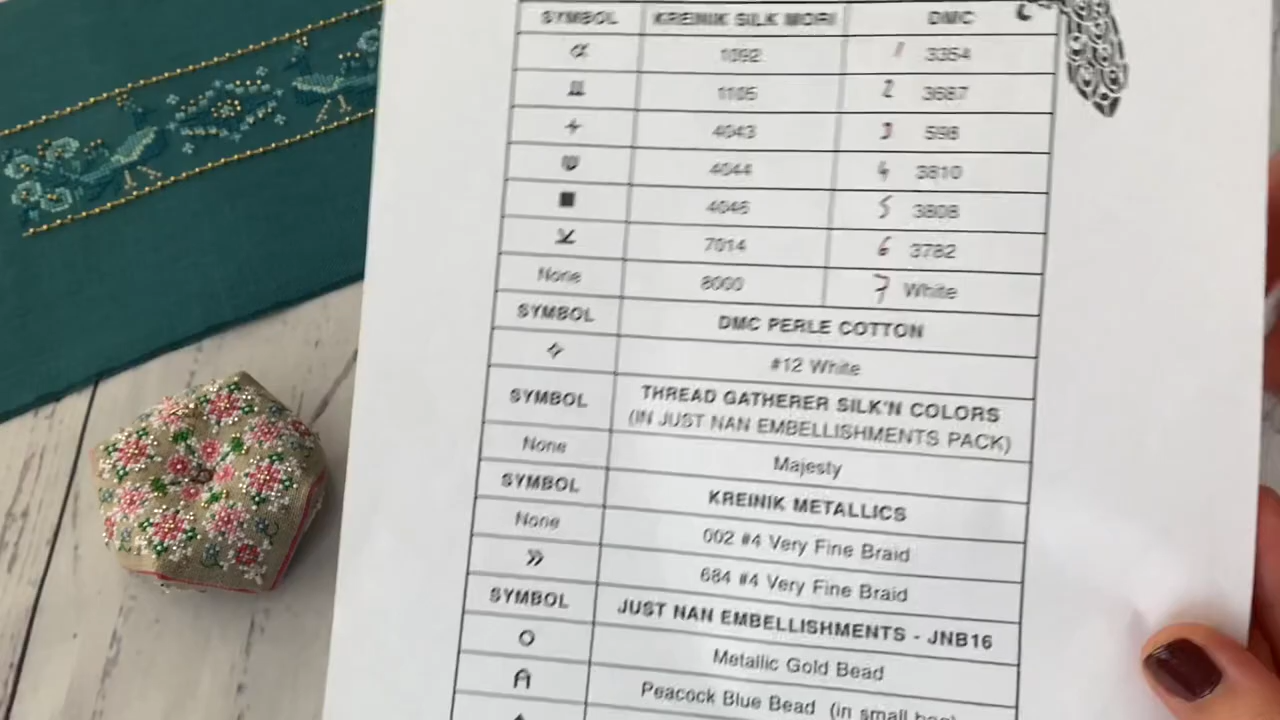 SYMBOL KREINIK SILK MORI DMC
1092 1 3354
1105 2 3687
4043 3 598
4044 4 3810
4046 5 3808
7014 6 3782
None 8000 7 White
SYMBOL DMC PERLE COTTON
#12 White
SYMBOL THREAD GATHERER SILK'N COLORS
(IN JUST NAN EMBELLISHMENTS PACK)
None Majesty
SYMBOL KREINIK METALLICS
None 002 #4 Very Fine Braid
684 #4 Very Fine Braid
SYMBOL JUST NAN EMBELLISHMENTS - JNB16
Metallic Gold Bead
Peacock Blue Bead (in small